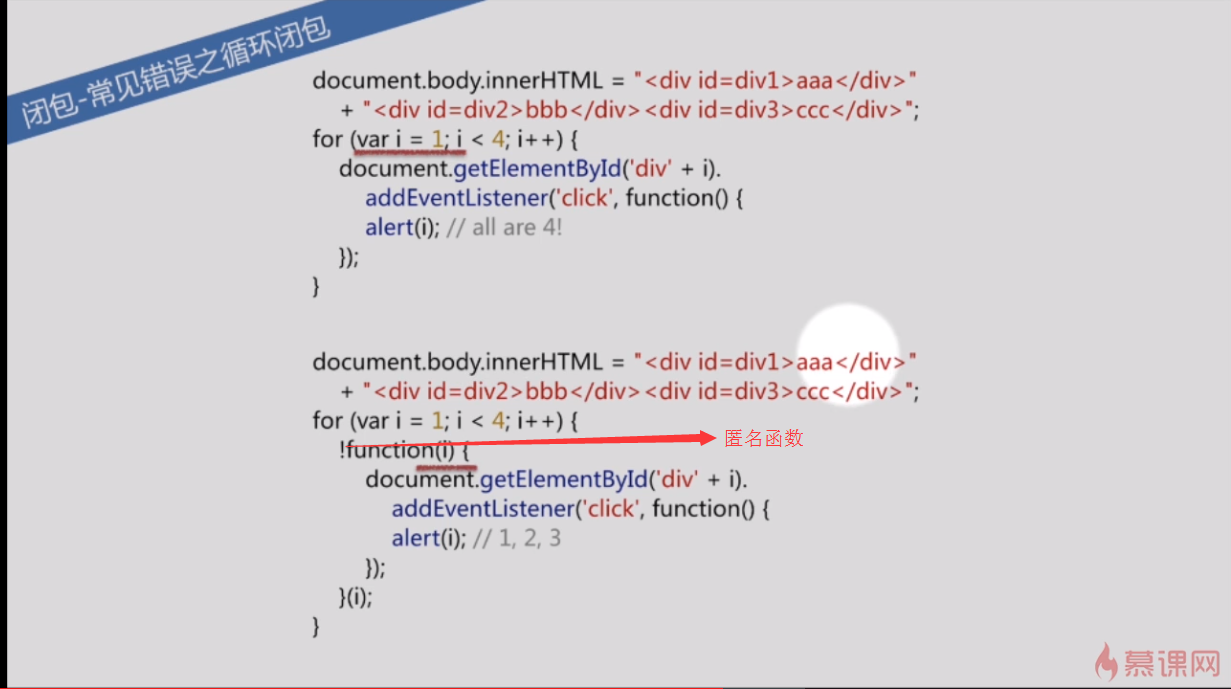 闭包-常见错误之循环闭包
document.body.innerHTML = "<div id=div1>aaa</div>"
+ "<div id=div2>bbb</div><div id=div3>ccc</div>";
for (var i = 1; i < 4; i++) {
document.getElementById('div' + i).
addEventListener('click', function() {
alert(i); // all are 4!
});
}
document.body.innerHTML = "<div id=div1>aaa</div>"
+ "<div id=div2>bbb</div><div id=div3>ccc</div>";
for (var i = 1; i < 4; i++) {
!function(i) {
匿名函数
document.getElementById('div' + i).
addEventListener('click', function() {
alert(i); // 1, 2, 3
});
}(i);
}
慕课网